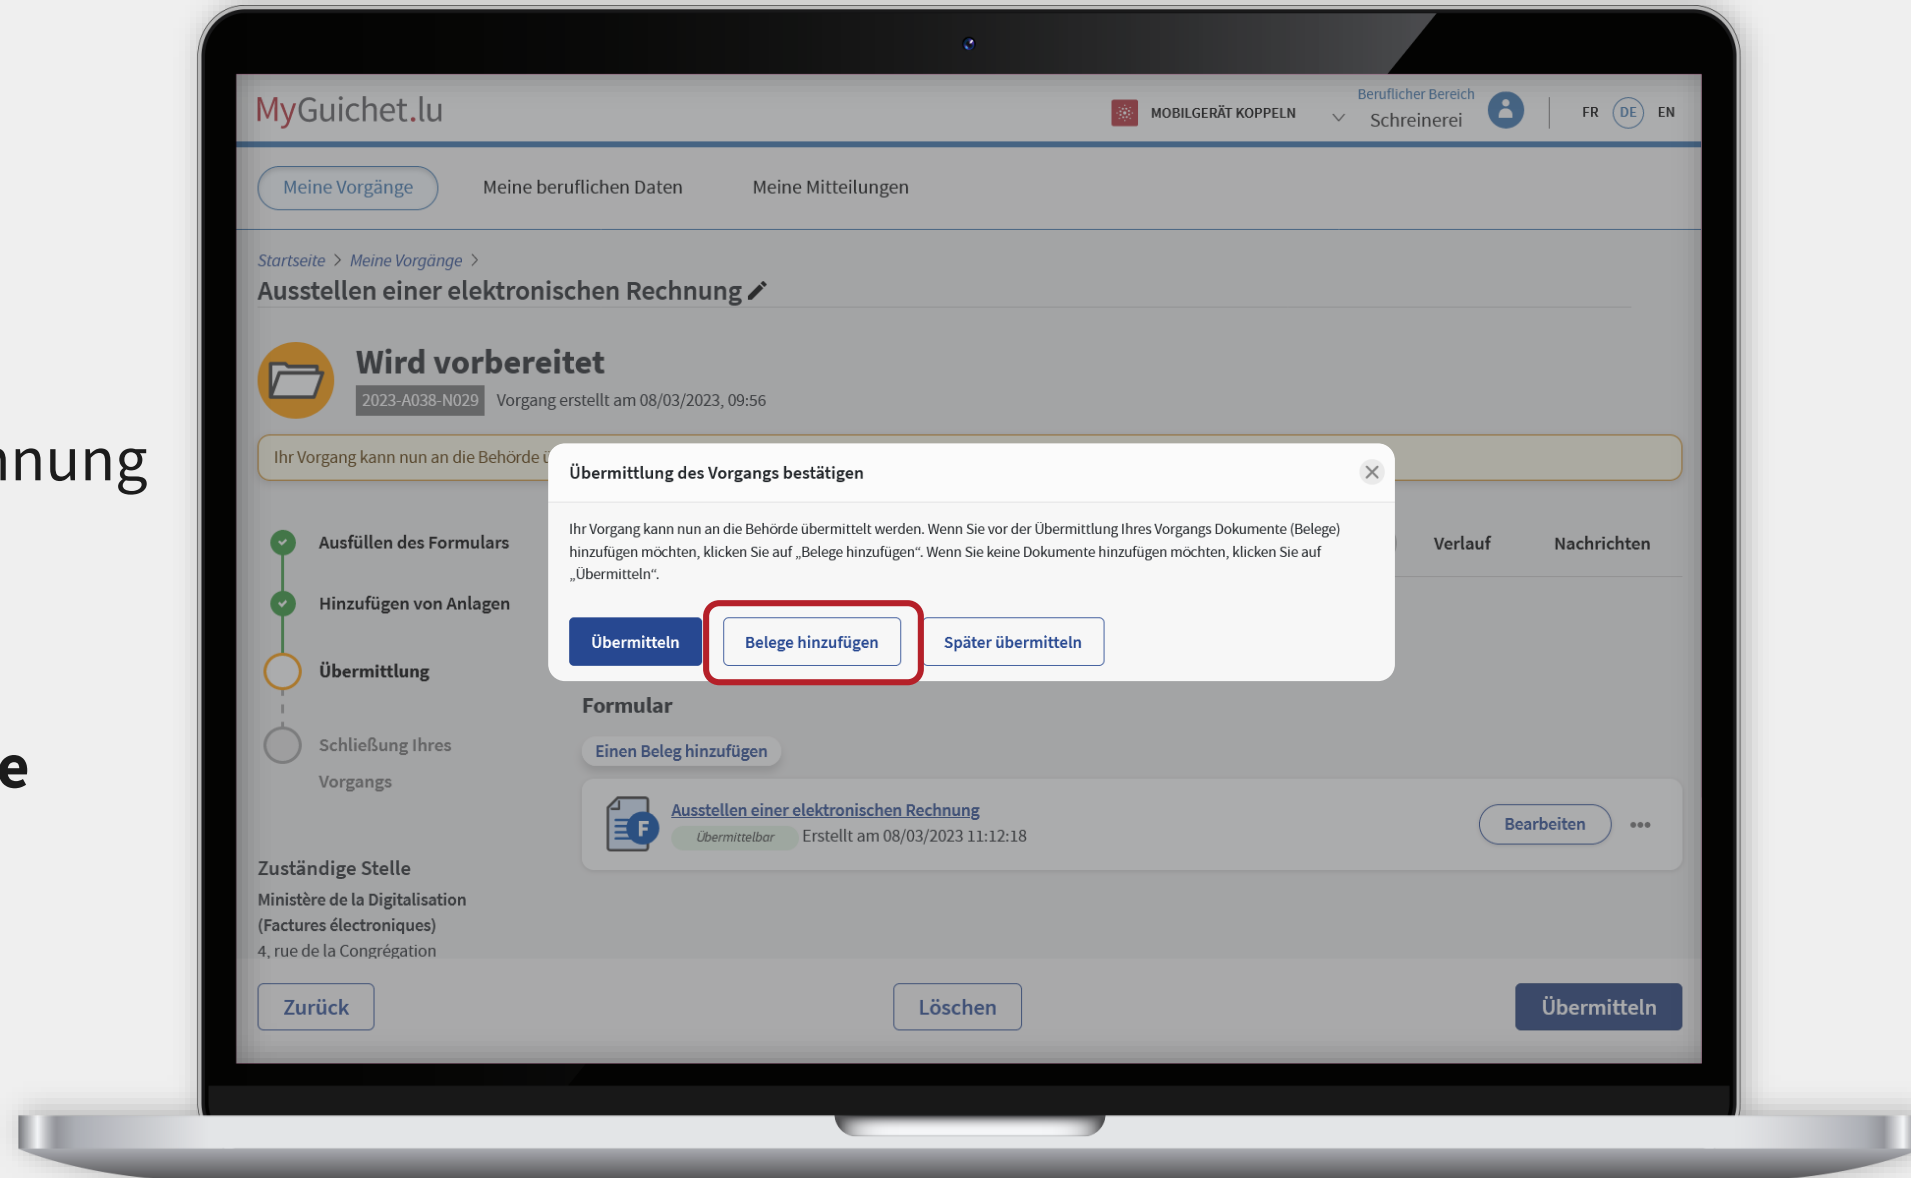 MyGuichet.lu
MOBILGERÄT KOPPELN
Beruflicher Bereich
Schreinerei
FR DE EN
Meine Vorgänge Meine beruflichen Daten Meine Mitteilungen
Startseite > Meine Vorgänge >
Ausstellen einer elektronischen Rechnung
Wird vorbereitet
2023-A038-N029 Vorgang erstellt am 08/03/2023, 09:56
Ihr Vorgang kann nun an die Behörde
Übermittlung des Vorgangs bestätigen
Ihr Vorgang kann nun an die Behörde übermittelt werden. Wenn Sie vor der Übermittlung Ihres Vorgangs Dokumente (Belege)
hinzufügen möchten, klicken Sie auf „Belege hinzufügen“. Wenn Sie keine Dokumente hinzufügen möchten, klicken Sie auf
„Übermitteln“.
Übermitteln Belege hinzufügen Später übermitteln
Ausfüllen des Formulars
Hinzufügen von Anlagen
Übermittlung
Schließung Ihres
Vorgangs
Verlauf Nachrichten
Formular
Einen Beleg hinzufügen
F
Ausstellen einer elektronischen Rechnung
Übermittelbar Erstellt am 08/03/2023 11:12:18
Bearbeiten
Zuständige Stelle
Ministère de la Digitalisation
(Factures électroniques)
4, rue de la Congrégation
Zurück Löschen Übermitteln